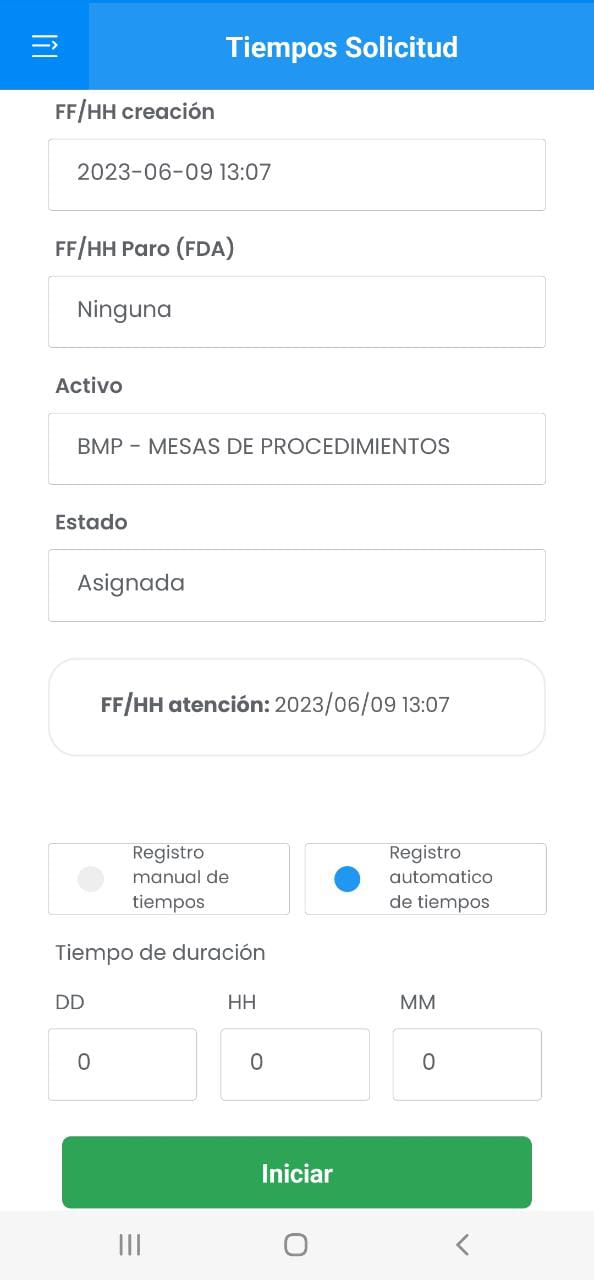 Tiempos Solicitud
FF/HH creación
2023-06-09 13:07
FF/HH Paro (FDA)
Ninguna
Activo
BMP - MESAS DE PROCEDIMIENTOS
Estado
Asignada
FF/HH atención: 2023/06/09 13:07
Registro
manual de
tiempos
Registro
automatico
de tiempos
Tiempo de duración
DD HH MM
0 0 0
Iniciar